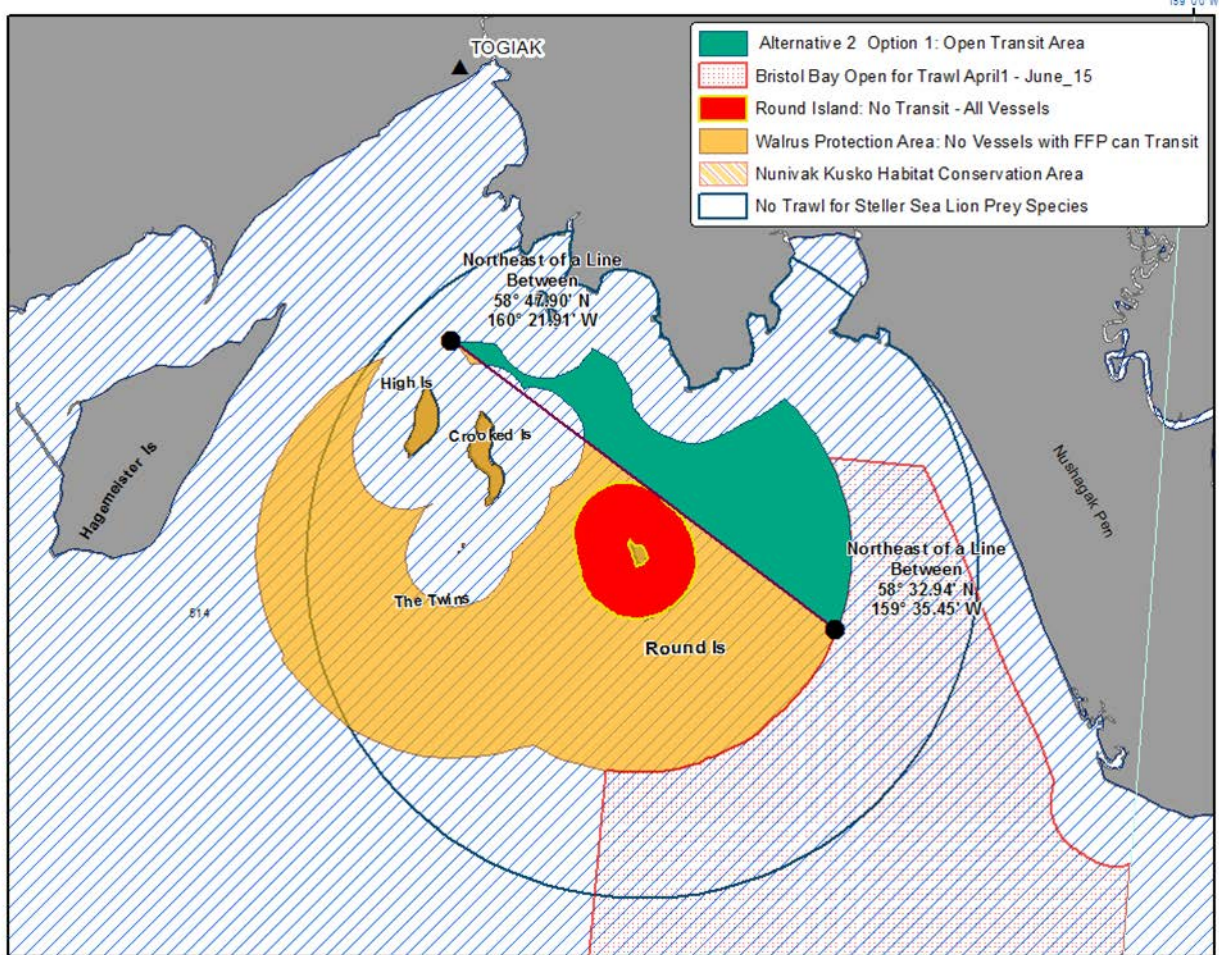 159°00'W
TOGIAK
Alternative 2 Option 1: Open Transit Area
Bristol Bay Open for Trawl April1 - June_15
Round Island: No Transit - All Vessels
Walrus Protection Area: No Vessels with FFP can Transit
Nunivak Kusko Habitat Conservation Area
No Trawl for Steller Sea Lion Prey Species
Northeast of a Line
Between
58° 47.90' N
160° 21.91' W
High Is
Crooked Is
Hagemeister Is
Nushagak Pen
Northeast of a Line
Between
58° 32.94' N
159° 35.45' W
The Twins
514
Round Is